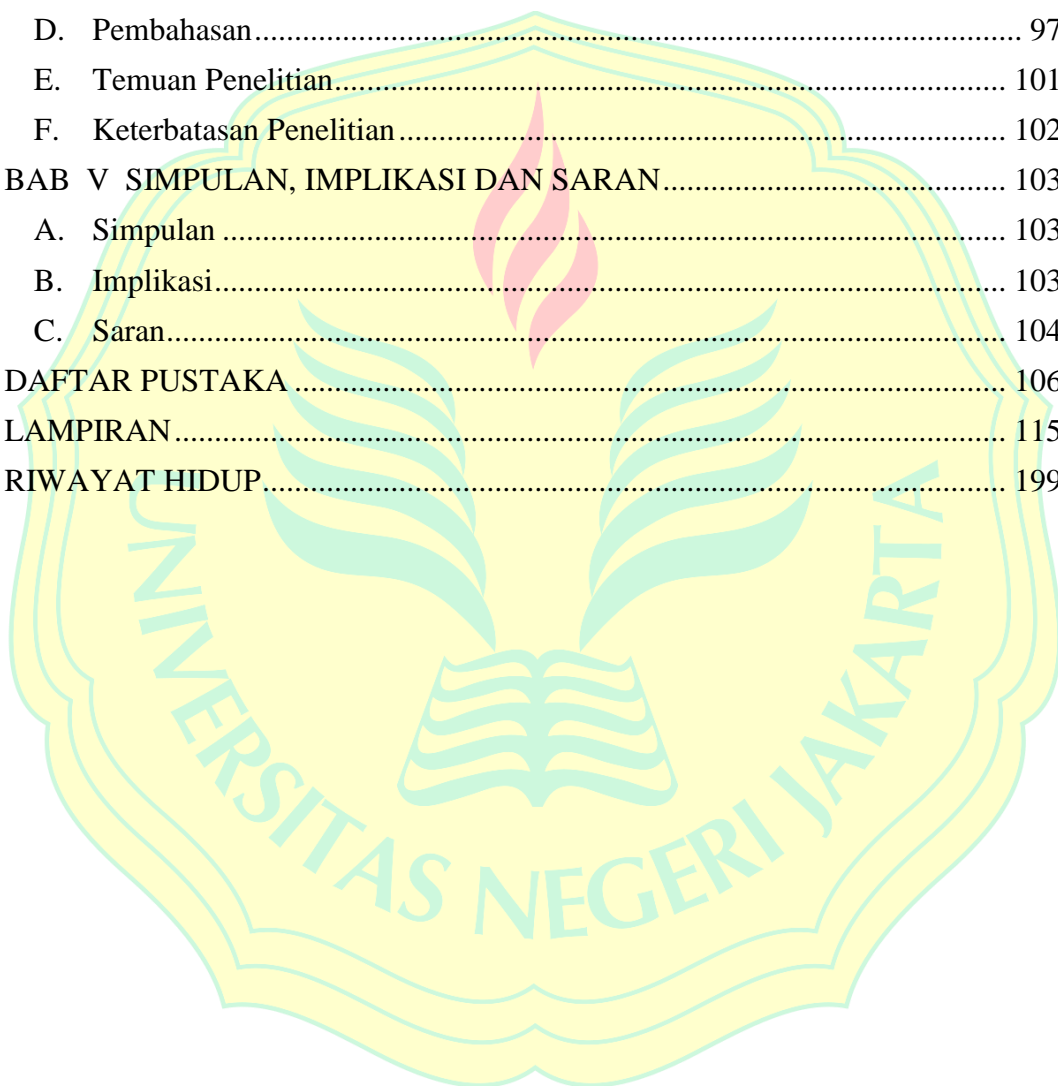 D. Pembahasan.......................................................................................................... 97
E. Temuan Penelitian.......................................................................................... 101
F. Keterbatasan Penelitian.................................................................................. 102
BAB V SIMPULAN, IMPLIKASI DAN SARAN............................................. 103
A. Simpulan ........................................................................................................ 103
B. Implikasi......................................................................................................... 103
C. Saran............................................................................................................... 104
DAFTAR PUSTAKA ............................................................................................. 106
LAMPIRAN............................................................................................................. 115
RIWAYAT HIDUP................................................................................................. 199
UNIVERSITAS NEGERI JAKARTA